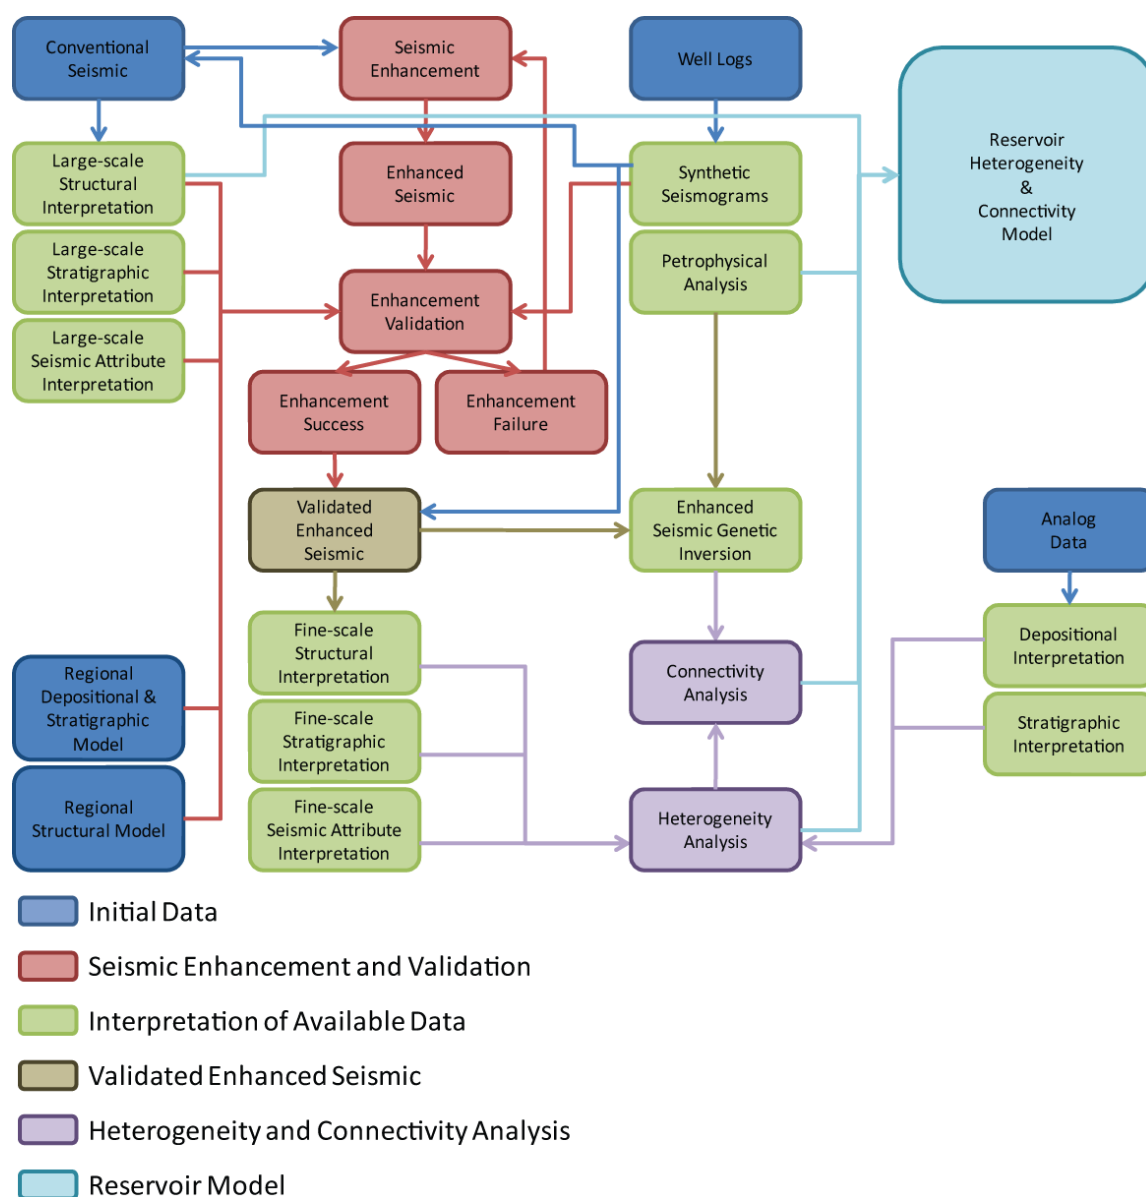 Conventional
Seismic
Seismic
Enhancement
Well Logs
Reservoir
Heterogeneity
&
Connectivity
Model
Large-scale
Structural
Interpretation
Enhanced
Seismic
Synthetic
Seismograms
Large-scale
Stratigraphic
Interpretation
Petrophysical
Analysis
Enhancement
Validation
Large-scale
Seismic Attribute
Interpretation
Enhancement
Success
Enhancement
Failure
Validated
Enhanced
Seismic
Enhanced
Seismic Genetic
Inversion
Analog
Data
Fine-scale
Structural
Interpretation
Depositional
Interpretation
Regional
Depositional &
Stratigraphic
Model
Connectivity
Analysis
Fine-scale
Stratigraphic
Interpretation
Stratigraphic
Interpretation
Regional
Structural Model
Fine-scale
Seismic Attribute
Interpretation
Heterogeneity
Analysis
Initial Data
Seismic Enhancement and Validation
Interpretation of Available Data
Validated Enhanced Seismic
Heterogeneity and Connectivity Analysis
Reservoir Model